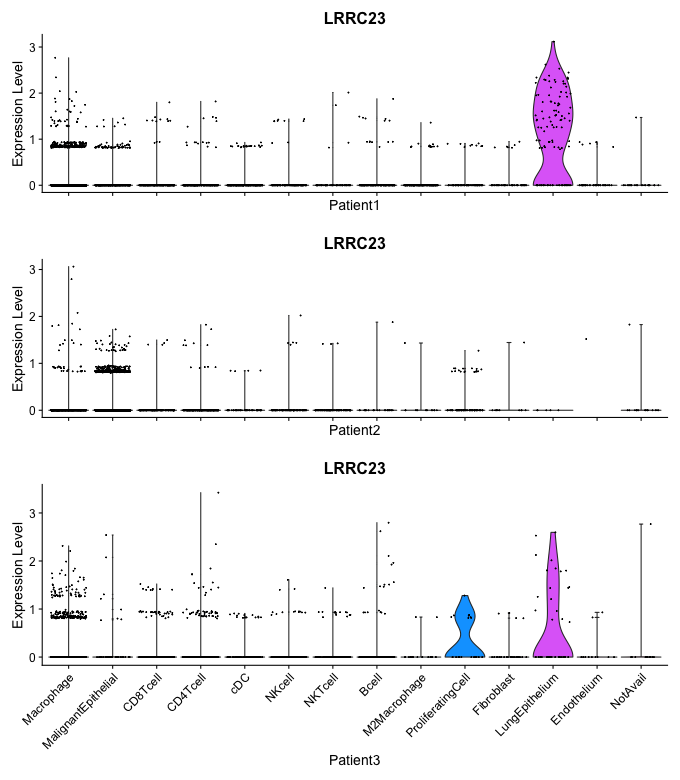 LRRC23
Expression Level
3
2
1
0
Patient1
LRRC23
Expression Level
3
2
1
0
Patient2
LRRC23
Expression Level
3
2
1
0
Macrophage
MalignantEpithelial
CD8Tcell
CD4Tcell
cDC
NKcell
NKTcell
Bcell
M2Macrophage
ProliferatingCell
Fibroblast
LungEpithelium
Endothelium
NotAvail
Patient3